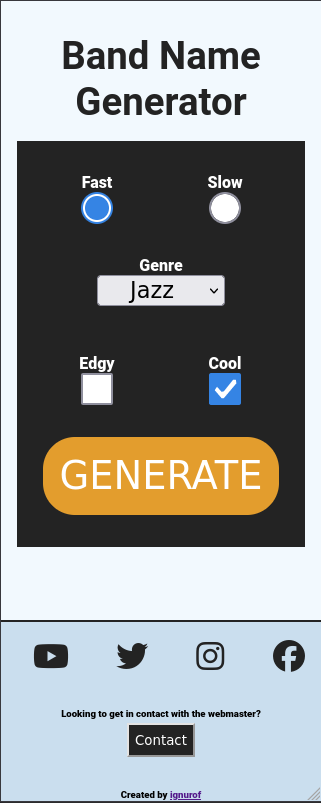 Band Name
Generator
Fast Slow
Genre
Jazz
Edgy Cool
GENERATE
Looking to get in contact with the webmaster?
Contact
Created by ignurof